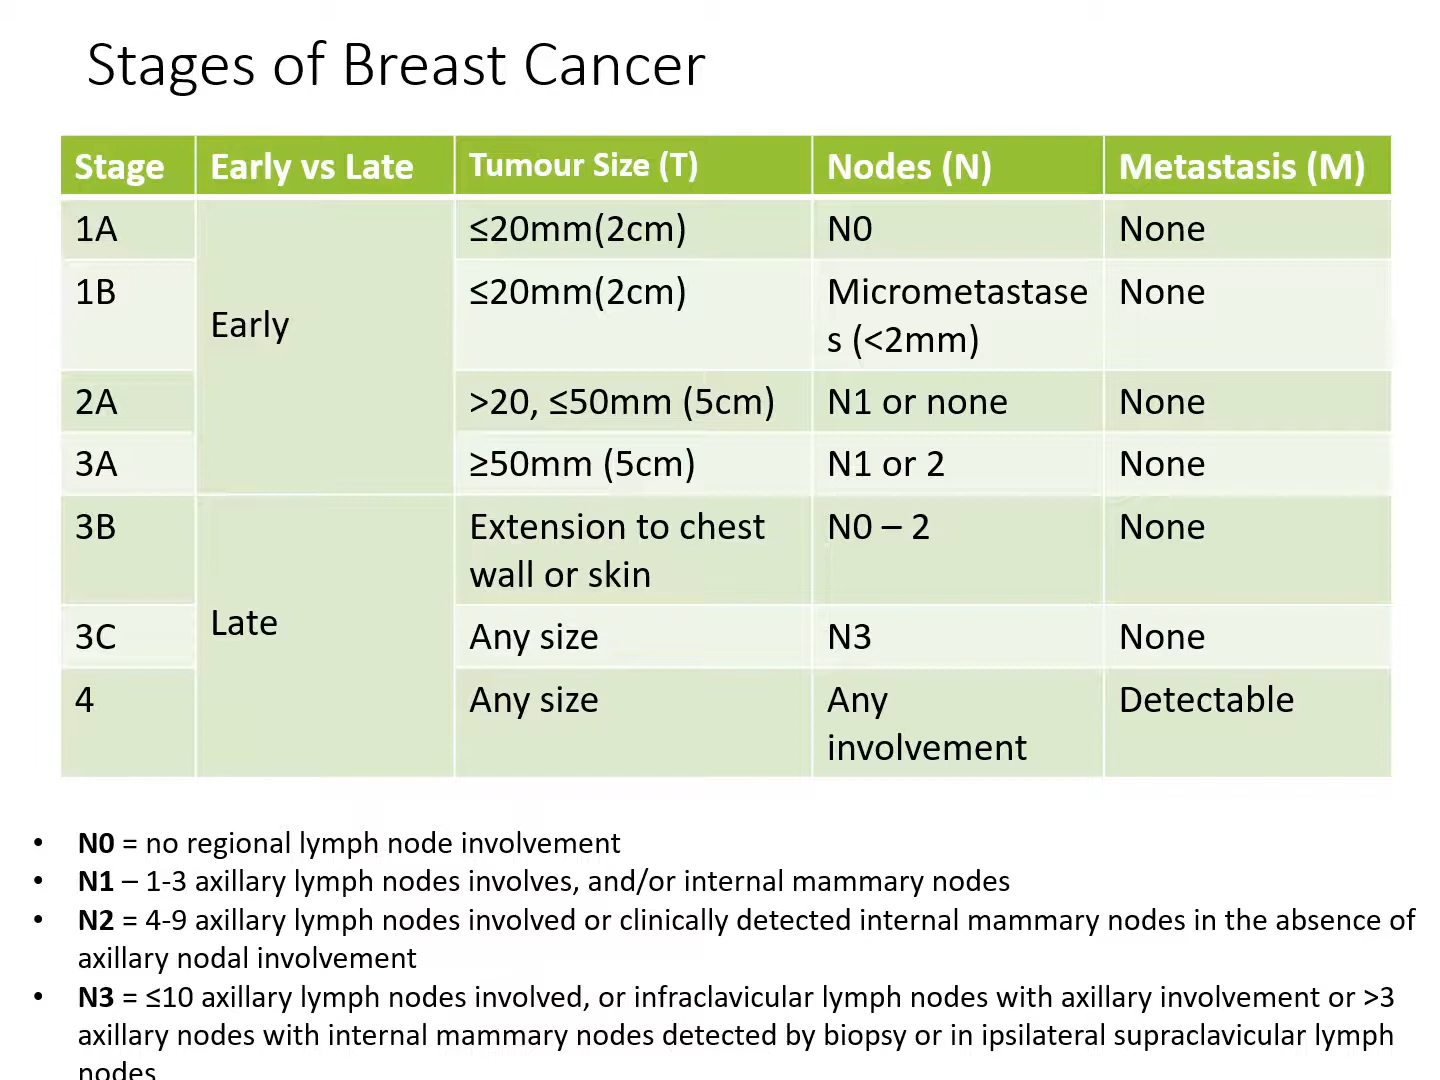 Stages of Breast Cancer
Stage Early vs Late Tumour Size (T) Nodes (N) Metastasis (M)
1A ≤20mm(2cm) N0 None
1B ≤20mm(2cm) Micrometastase None
s (<2mm)
Early
2A >20, ≤50mm (5cm) N1 or none None
3A ≥50mm (5cm) N1 or 2 None
3B Extension to chest N0 – 2 None
wall or skin
Late
3C Any size N3 None
4 Any size Any Detectable
involvement
• N0 = no regional lymph node involvement
• N1 – 1-3 axillary lymph nodes involves, and/or internal mammary nodes
• N2 = 4-9 axillary lymph nodes involved or clinically detected internal mammary nodes in the absence of
axillary nodal involvement
• N3 = ≤10 axillary lymph nodes involved, or infraclavicular lymph nodes with axillary involvement or >3
axillary nodes with internal mammary nodes detected by biopsy or in ipsilateral supraclavicular lymph
nodes